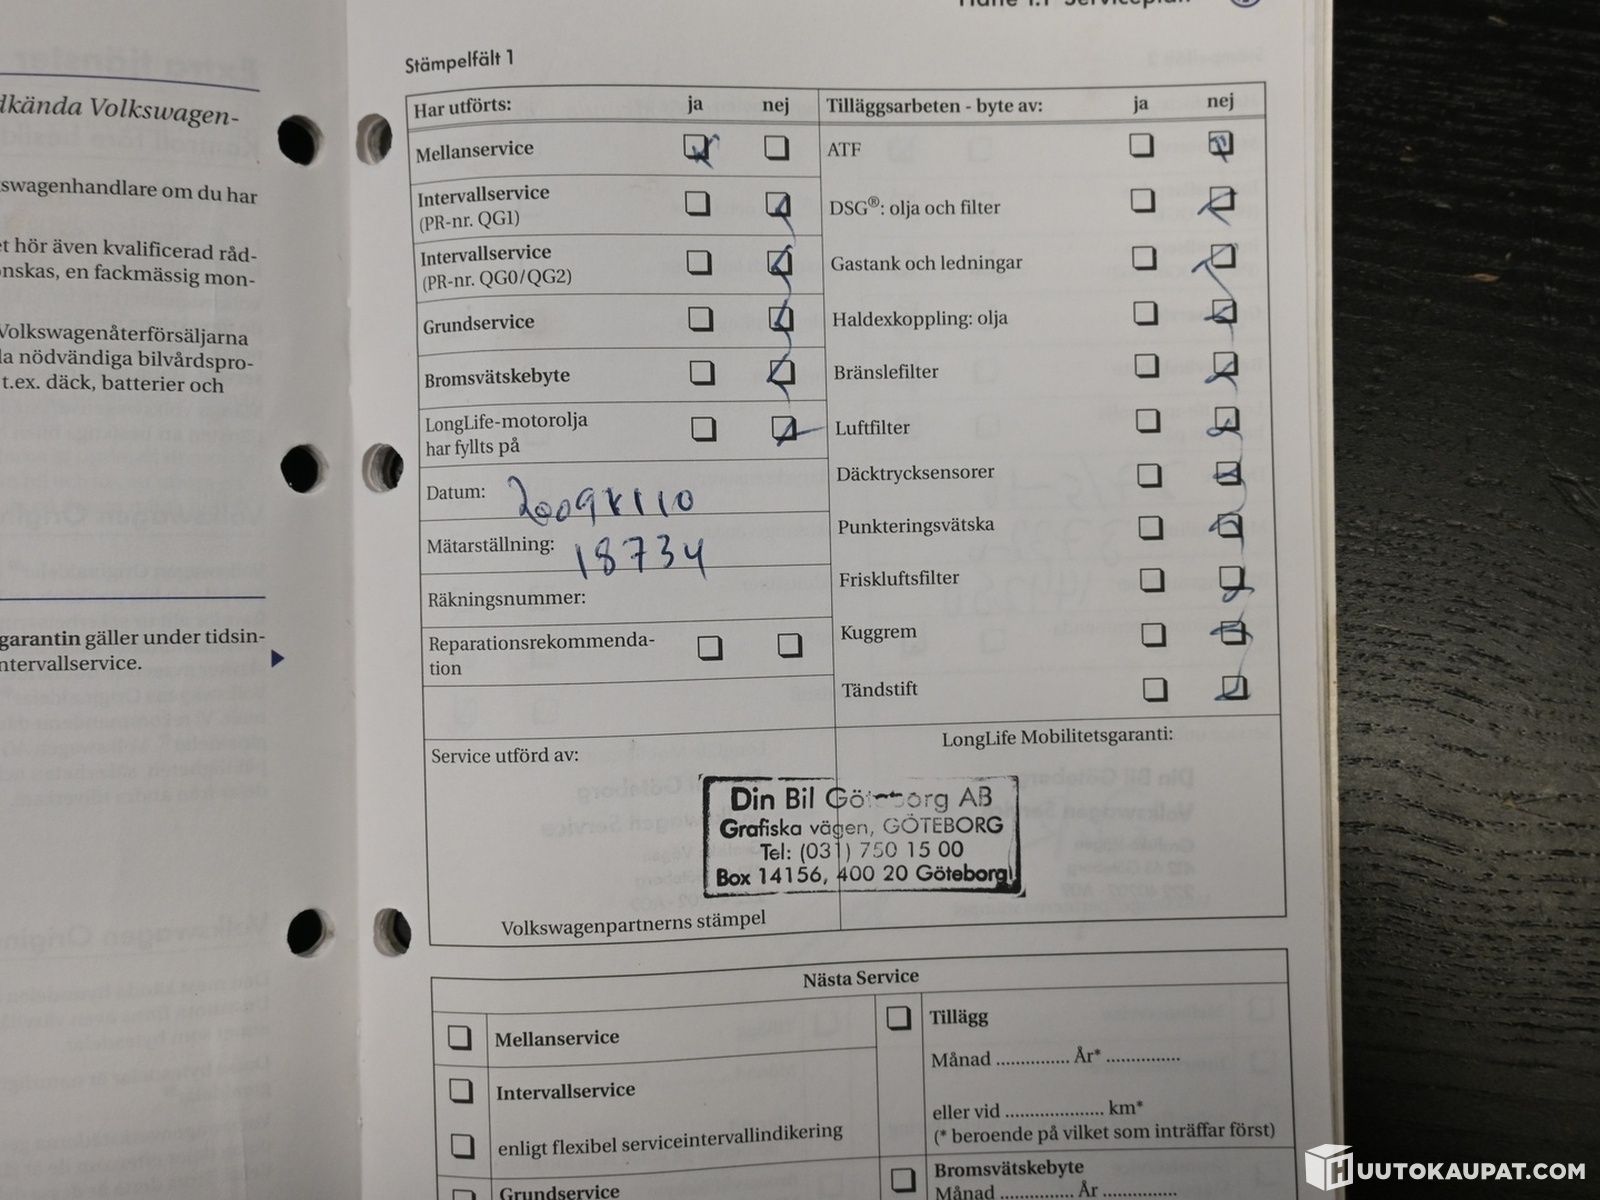 Stämpelfält 1
dkända Volkswagen-
swagenhandlare om du har
et hör även kvalificerad råd-
onskas, en fackmässig mon-
Volkswagenåterförsäljarna
la nödvändiga bilvårdspro-
t.ex. däck, batterier och
garantin gäller under tidsin-
ntervallservice.
Har utförts: ja nej
Mellanservice
Intervallservice
(PR-nr. QG1)
Intervallservice
(PR-nr. QG0/QG2)
Grundservice
Bromsvätskebyte
LongLife-motorolja
har fyllts på
Datum:
Mätarställning: 18734
Räkningsnummer:
Reparationsrekommenda-
tion
Tilläggsarbeten - byte av: ja nej
ATF
DSG®: olja och filter
Gastank och ledningar
Haldexkoppling: olja
Bränslefilter
Luftfilter
Däcktrycksensorer
Punkteringsvätska
Friskluftsfilter
Kuggrem
Tändstift
Service utförd av:
LongLife Mobilitetsgaranti:
Din Bil Göteborg AB
Grafiska vägen, GÖTEBORG
Tel: (031) 750 15 00
Box 14156, 400 20 Göteborg
Volkswagenpartnerns stämpel
Nästa Service
Mellanservice
Intervallservice
enligt flexibel serviceintervallindikering
Grundservice
Tillägg
Månad ............... År* ...............
eller vid .................... km*
(* beroende på vilket som inträffar först)
Bromsvätskebyte
Månad ............... År ...............
HUUTOKAUPAT.COM